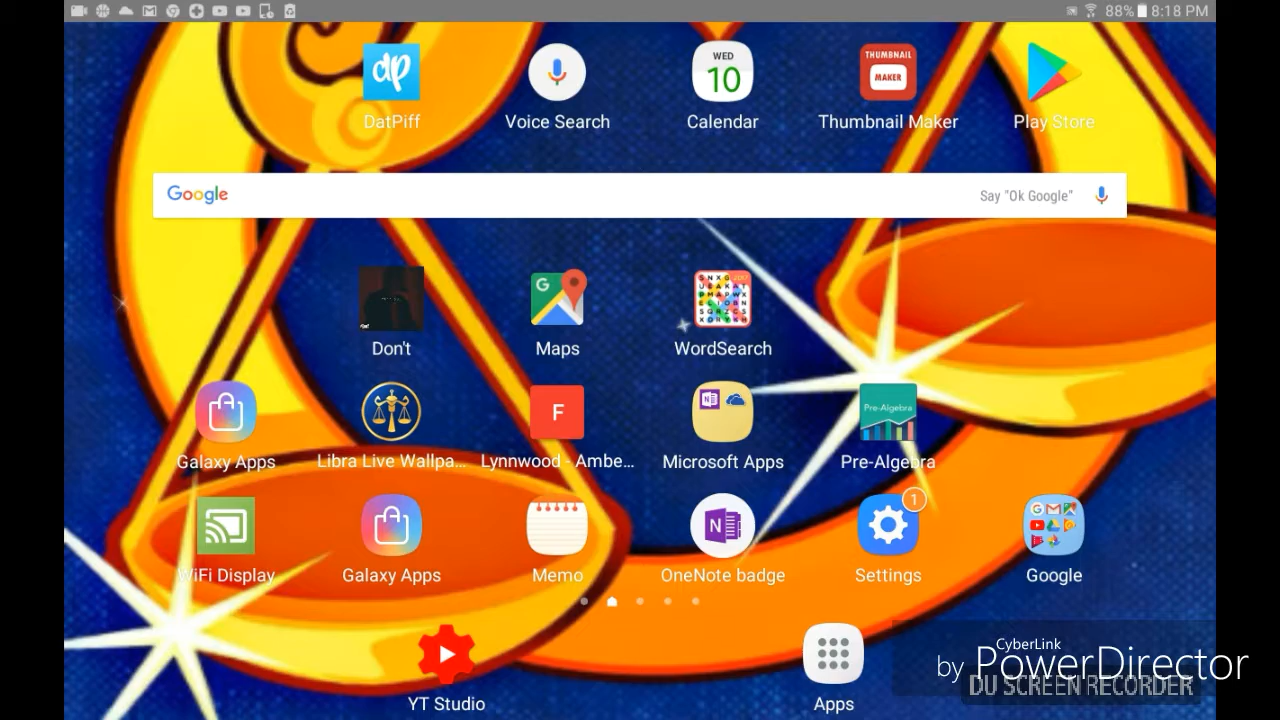 88% 8:18 PM
dp
WED
10
THUMBNAIL
MAKER
DatPiff
Voice Search
Calendar
Thumbnail Maker
Play Store
Google
Say "Ok Google"
G
Don't
Maps
WordSearch
F
N
Pre-Algebra
Galaxy Apps
Libra Live Wallpa...
Lynnwood - Ambe...
Microsoft Apps
Pre-Algebra
N
1
G
WiFi Display
Galaxy Apps
Memo
OneNote badge
Settings
Google
YT Studio
Apps
CyberLink
by PowerDirector
DU SCREEN RECORDER